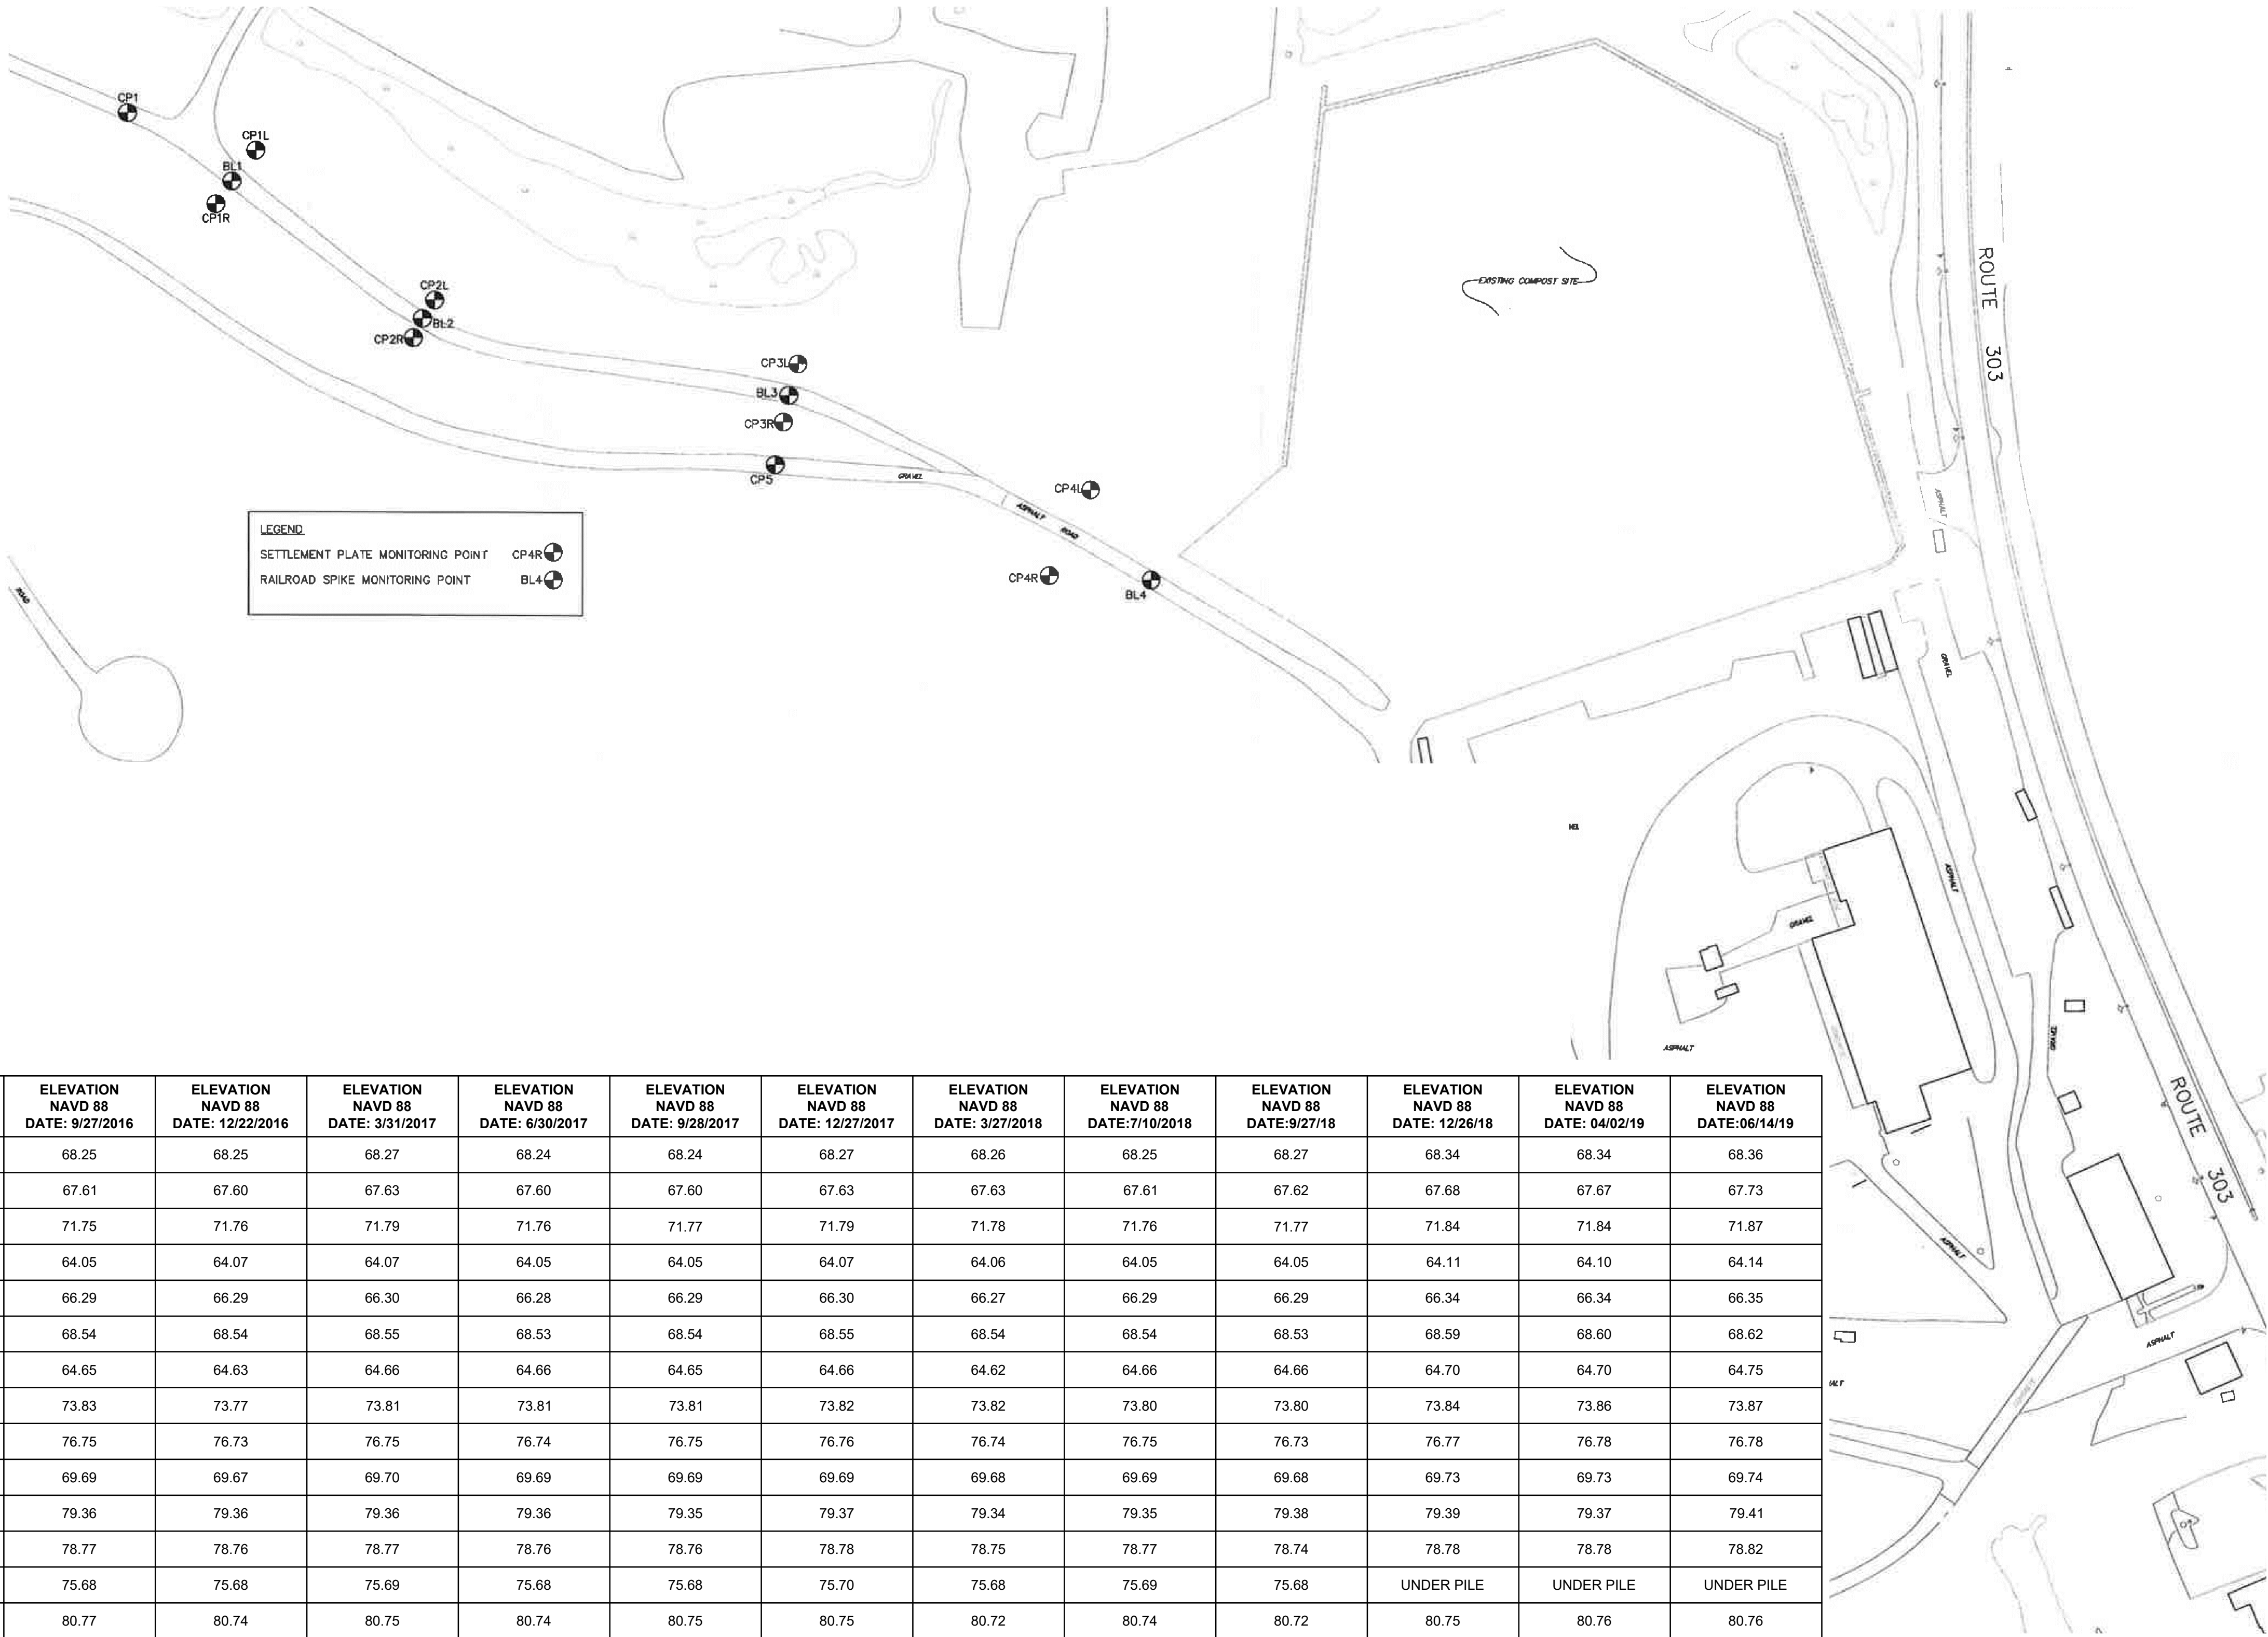 CP1
CP1L
BL1
CP1R
CP2L
BL2
CP2R
CP3L
BL3
CP3R
CP5
GRAVEL
CP4L
ASPHALT ROAD
CP4R
BL4
EXISTING COMPOST SITE
ROUTE 303
ASPHALT
LEGEND
SETTLEMENT PLATE MONITORING POINT CP4R
RAILROAD SPIKE MONITORING POINT BL4
ROAD
GRAVEL
ASPHALT
GRAVEL
ASPHALT
GRAVEL
ROUTE 303
ASPHALT
ASPHALT
ELEVATION NAVD 88 DATE: 9/27/2016 ELEVATION NAVD 88 DATE: 12/22/2016 ELEVATION NAVD 88 DATE: 3/31/2017 ELEVATION NAVD 88 DATE: 6/30/2017 ELEVATION NAVD 88 DATE: 9/28/2017 ELEVATION NAVD 88 DATE: 12/27/2017 ELEVATION NAVD 88 DATE: 3/27/2018 ELEVATION NAVD 88 DATE:7/10/2018 ELEVATION NAVD 88 DATE:9/27/18 ELEVATION NAVD 88 DATE: 12/26/18 ELEVATION NAVD 88 DATE: 04/02/19 ELEVATION NAVD 88 DATE:06/14/19
68.25 68.25 68.27 68.24 68.24 68.27 68.26 68.25 68.27 68.34 68.34 68.36
67.61 67.60 67.63 67.60 67.60 67.63 67.63 67.61 67.62 67.68 67.67 67.73
71.75 71.76 71.79 71.76 71.77 71.79 71.78 71.76 71.77 71.84 71.84 71.87
64.05 64.07 64.07 64.05 64.05 64.07 64.06 64.05 64.05 64.11 64.10 64.14
66.29 66.29 66.30 66.28 66.29 66.30 66.27 66.29 66.29 66.34 66.34 66.35
68.54 68.54 68.55 68.53 68.54 68.55 68.54 68.54 68.53 68.59 68.60 68.62
64.65 64.63 64.66 64.66 64.65 64.66 64.62 64.66 64.66 64.70 64.70 64.75
73.83 73.77 73.81 73.81 73.81 73.82 73.82 73.80 73.80 73.84 73.86 73.87
76.75 76.73 76.75 76.74 76.75 76.76 76.74 76.75 76.73 76.77 76.78 76.78
69.69 69.67 69.70 69.69 69.69 69.69 69.68 69.69 69.68 69.73 69.73 69.74
79.36 79.36 79.36 79.36 79.35 79.37 79.34 79.35 79.38 79.39 79.37 79.41
78.77 78.76 78.77 78.76 78.76 78.78 78.75 78.77 78.74 78.78 78.78 78.82
75.68 75.68 75.69 75.68 75.68 75.70 75.68 75.69 75.68 UNDER PILE UNDER PILE UNDER PILE
80.77 80.74 80.75 80.74 80.75 80.75 80.72 80.74 80.72 80.75 80.76 80.76